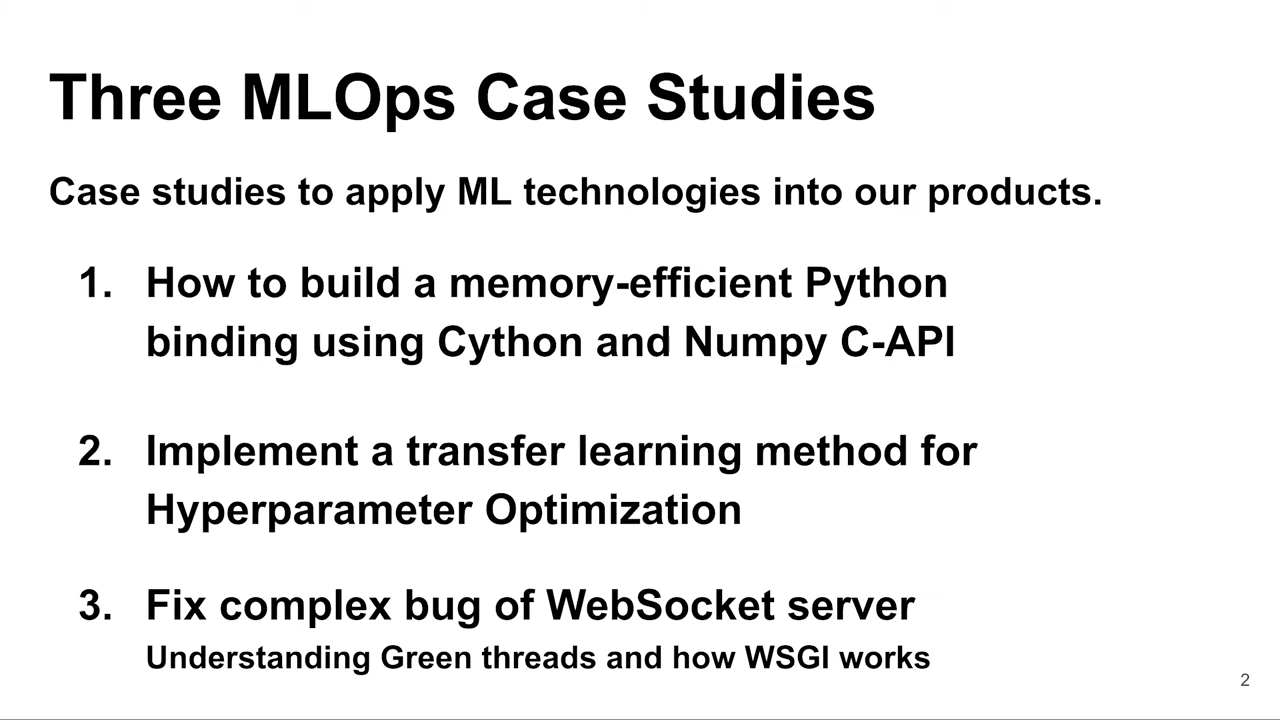 Three MLOps Case Studies
Case studies to apply ML technologies into our products.
1. How to build a memory-efficient Python
binding using Cython and Numpy C-API
2. Implement a transfer learning method for
Hyperparameter Optimization
3. Fix complex bug of WebSocket server
Understanding Green threads and how WSGI works
2